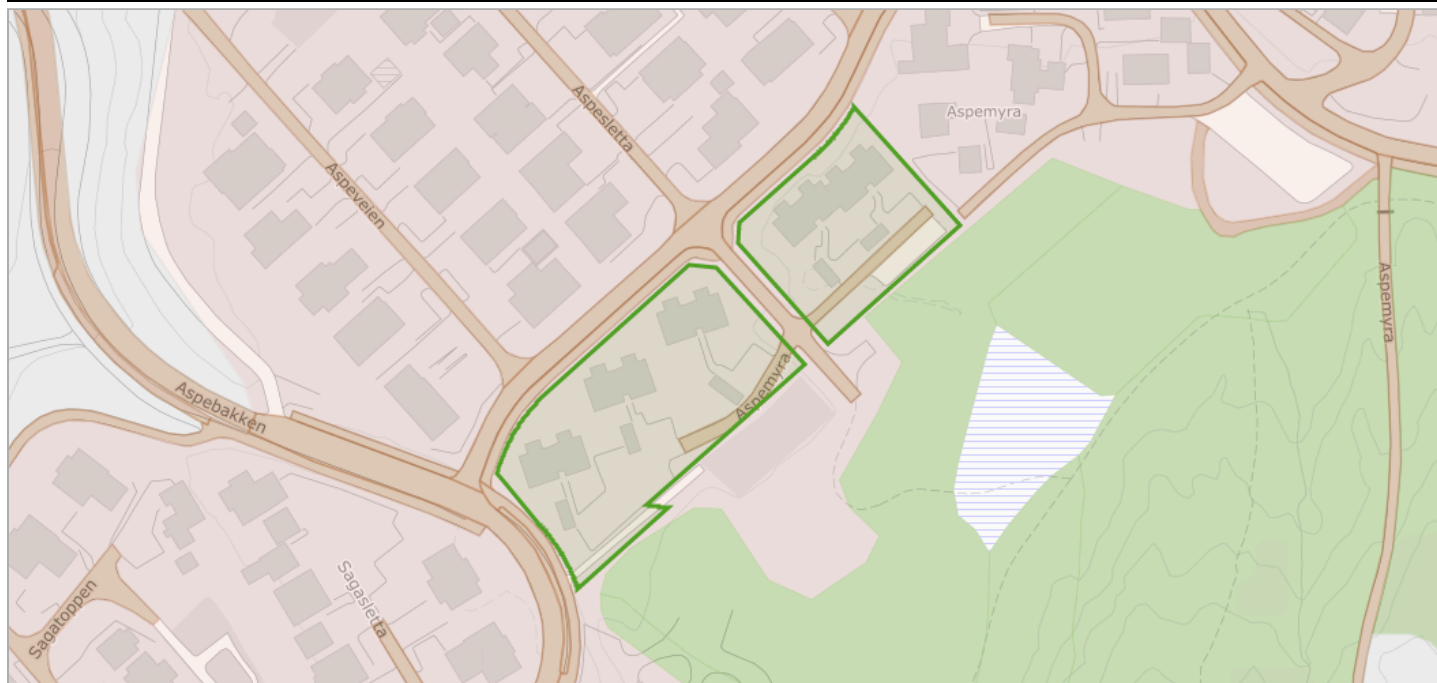 Aspesletta
Aspemyra
Aspeveien
Aspemyra
Aspemyra
Aspebakken
Sagasletta
Sagatoppen